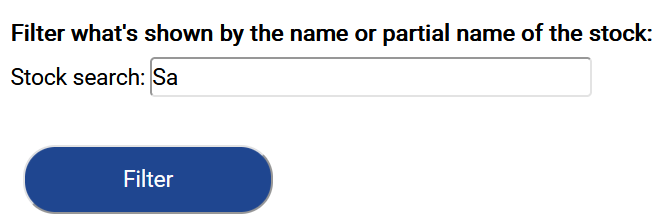 Filter what's shown by the name or partial name of the stock:
Stock search: Sa
Filter